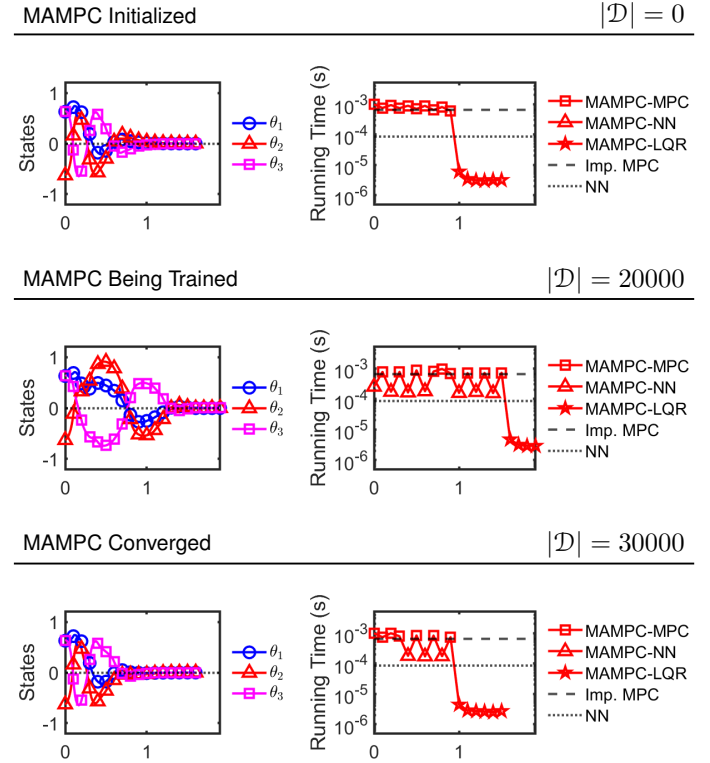 MAMPC Initialized |𝒟| = 0
1
0
-1
States
0 1
θ₁
θ₂
θ₃
Running Time (s)
10⁻³
10⁻⁴
10⁻⁵
10⁻⁶
0 1
MAMPC-MPC
MAMPC-NN
MAMPC-LQR
Imp. MPC
NN
MAMPC Being Trained |𝒟| = 20000
1
0
-1
States
0 1
θ₁
θ₂
θ₃
Running Time (s)
10⁻³
10⁻⁴
10⁻⁵
10⁻⁶
0 1
MAMPC-MPC
MAMPC-NN
MAMPC-LQR
Imp. MPC
NN
MAMPC Converged |𝒟| = 30000
1
0
-1
States
0 1
θ₁
θ₂
θ₃
Running Time (s)
10⁻³
10⁻⁴
10⁻⁵
10⁻⁶
0 1
MAMPC-MPC
MAMPC-NN
MAMPC-LQR
Imp. MPC
NN